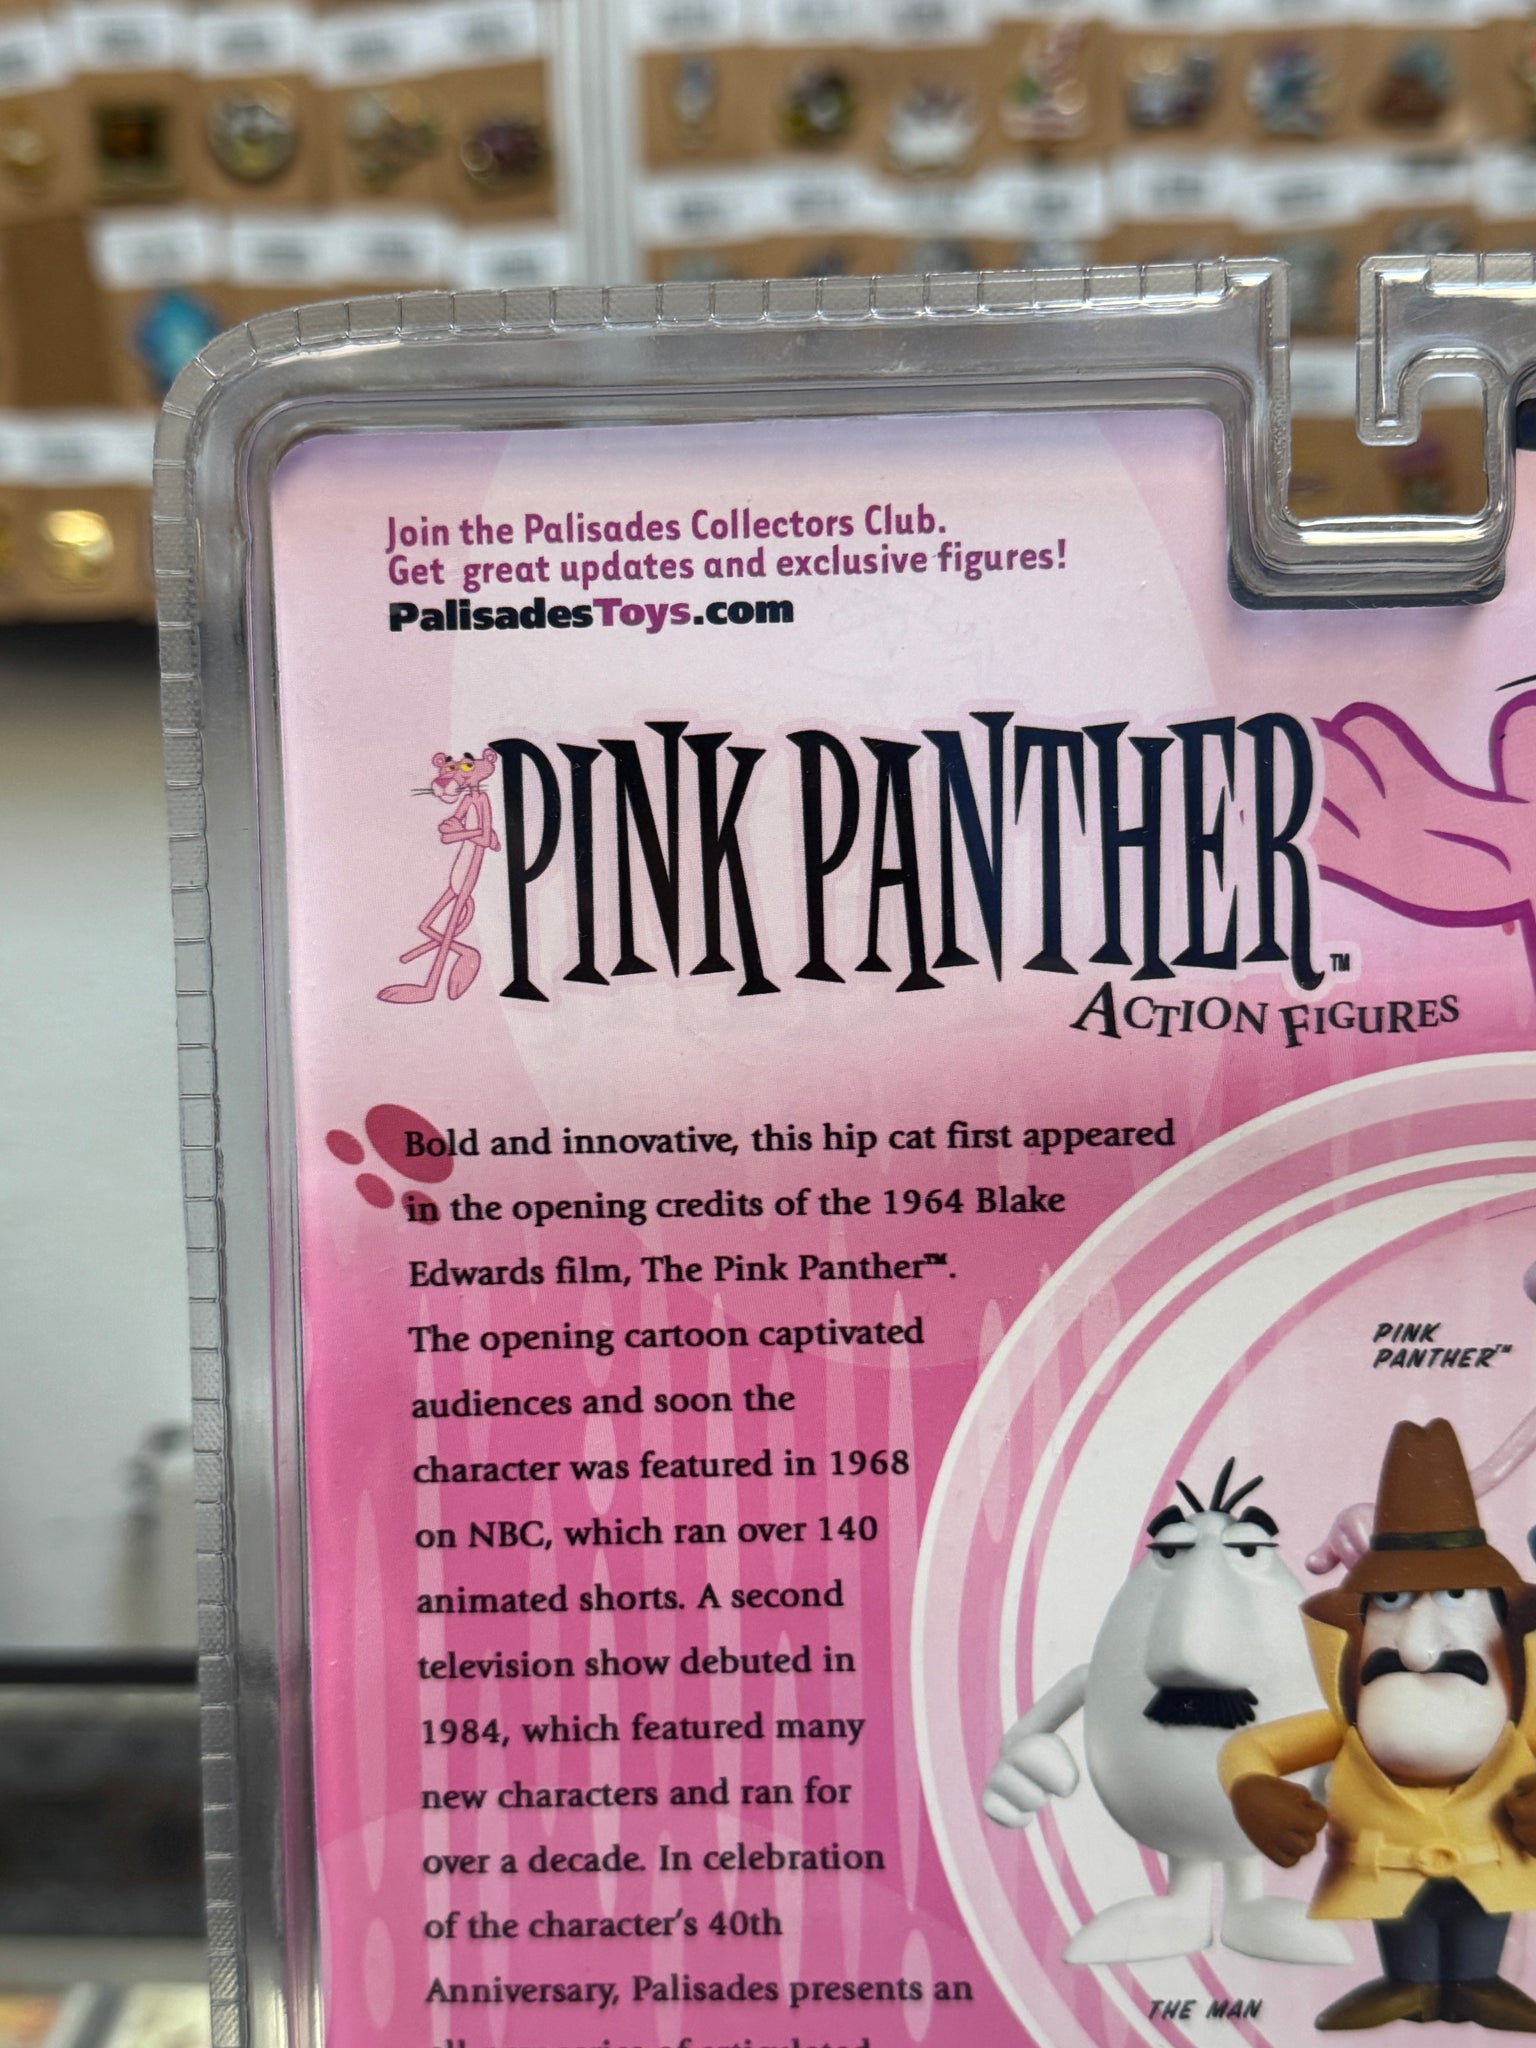 Join the Palisades Collectors Club.
Get great updates and exclusive figures!
PalisadesToys.com
PINK PANTHER™
ACTION FIGURES
Bold and innovative, this hip cat first appeared
in the opening credits of the 1964 Blake
Edwards film, The Pink Panther™.
The opening cartoon captivated
audiences and soon the
character was featured in 1968
on NBC, which ran over 140
animated shorts. A second
television show debuted in
1984, which featured many
new characters and ran for
over a decade. In celebration
of the character's 40th
Anniversary, Palisades presents an
PINK
PANTHER™
THE MAN